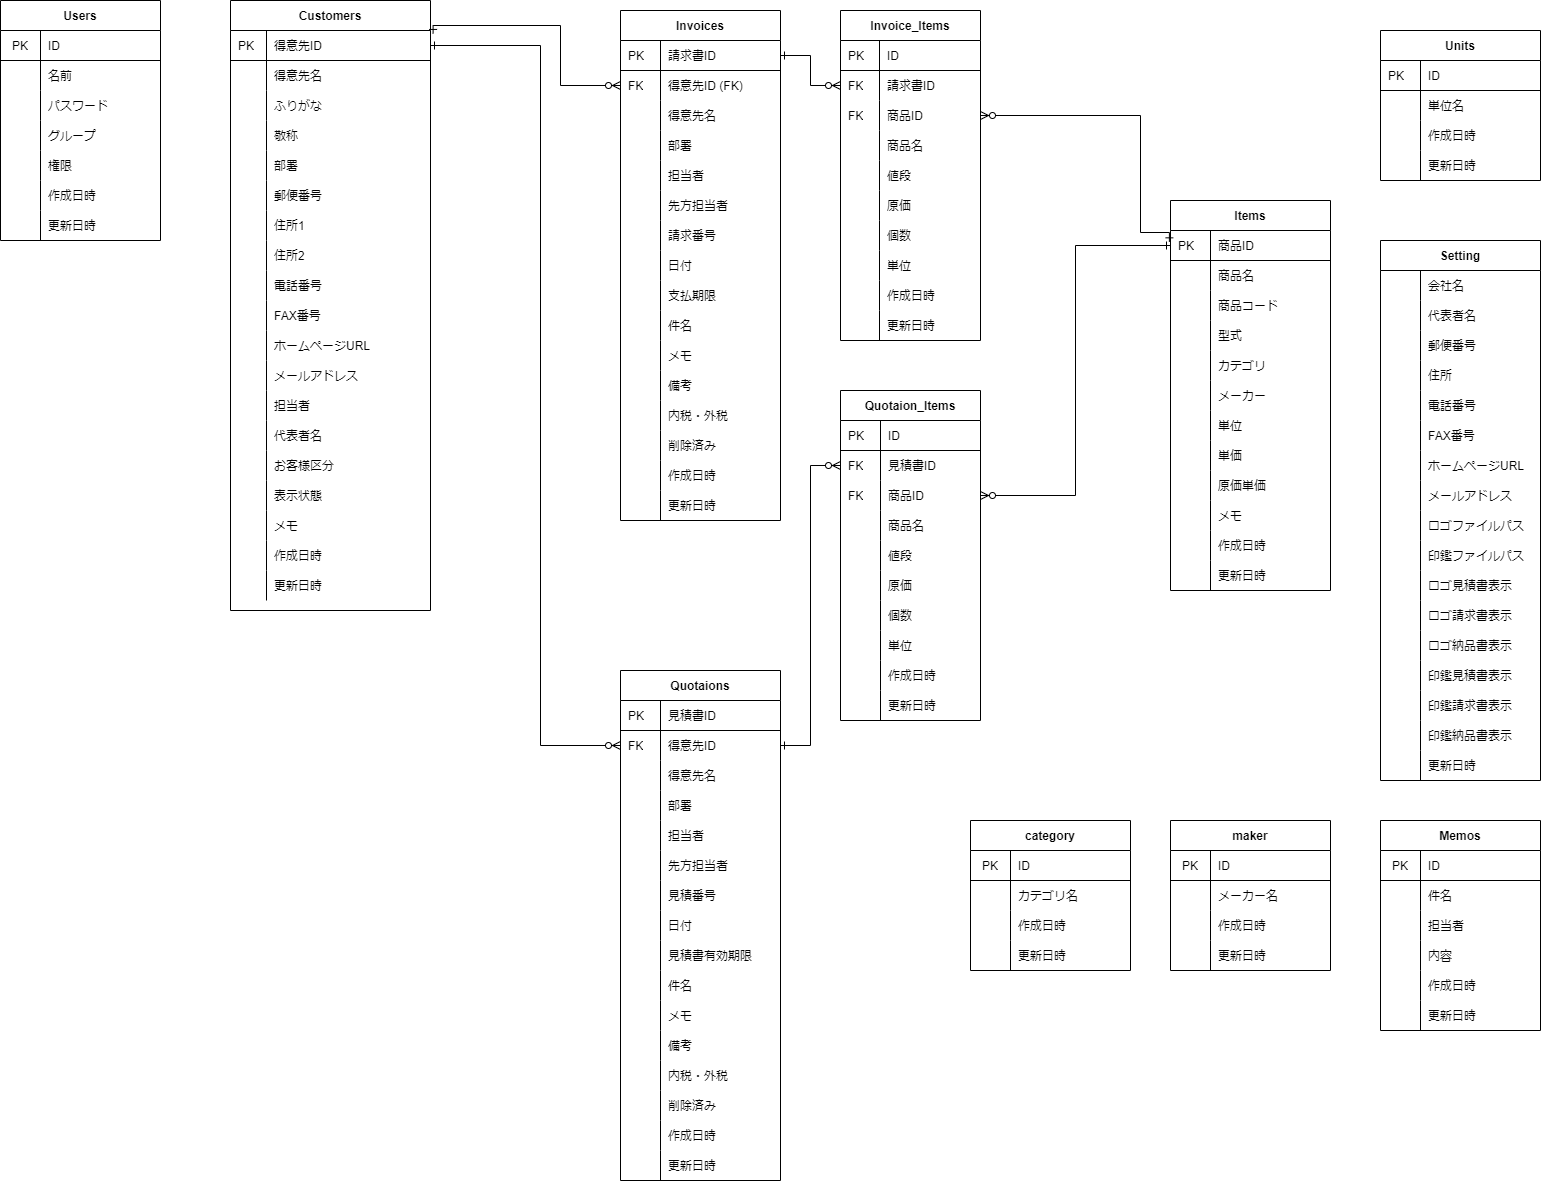 Users
PK ID
名前
パスワード
グループ
権限
作成日時
更新日時
Customers
PK 得意先ID
得意先名
ふりがな
敬称
部署
郵便番号
住所1
住所2
電話番号
FAX番号
ホームページURL
メールアドレス
担当者
代表者名
お客様区分
表示状態
メモ
作成日時
更新日時
Invoices
PK 請求書ID
FK 得意先ID (FK)
得意先名
部署
担当者
先方担当者
請求番号
日付
支払期限
件名
メモ
備考
内税・外税
削除済み
作成日時
更新日時
Invoice_Items
PK ID
FK 請求書ID
FK 商品ID
商品名
値段
原価
個数
単位
作成日時
更新日時
Quotaion_Items
PK ID
FK 見積書ID
FK 商品ID
商品名
値段
原価
個数
単位
作成日時
更新日時
Quotaions
PK 見積書ID
FK 得意先ID
得意先名
部署
担当者
先方担当者
見積番号
日付
見積書有効期限
件名
メモ
備考
内税・外税
削除済み
作成日時
更新日時
Items
PK 商品ID
商品名
商品コード
型式
カテゴリ
メーカー
単位
単価
原価単価
メモ
作成日時
更新日時
Units
PK ID
単位名
作成日時
更新日時
Setting
会社名
代表者名
郵便番号
住所
電話番号
FAX番号
ホームページURL
メールアドレス
ロゴファイルパス
印鑑ファイルパス
ロゴ見積書表示
ロゴ請求書表示
ロゴ納品書表示
印鑑見積書表示
印鑑請求書表示
印鑑納品書表示
更新日時
category
PK ID
カテゴリ名
作成日時
更新日時
maker
PK ID
メーカー名
作成日時
更新日時
Memos
PK ID
件名
担当者
内容
作成日時
更新日時